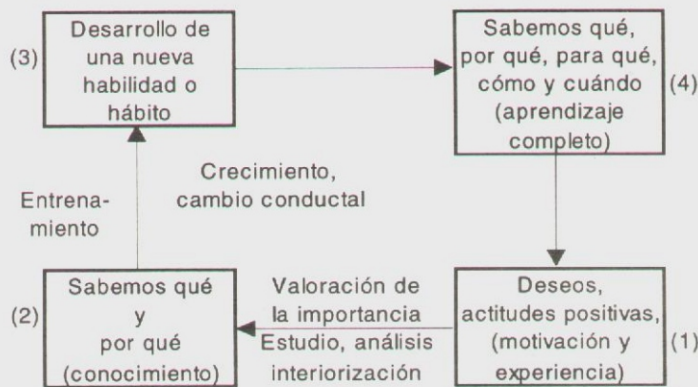 (3)
Desarrollo de
una nueva
habilidad o
hábito
Sabemos qué,
por qué, para qué,
cómo y cuándo
(aprendizaje
completo)
(4)
Entrena-
miento
Crecimiento,
cambio conductal
(2)
Sabemos qué
y
por qué
(conocimiento)
Valoración de
la importancia
Estudio, análisis
interiorización
Deseos,
actitudes positivas,
(motivación y
experiencia)
(1)